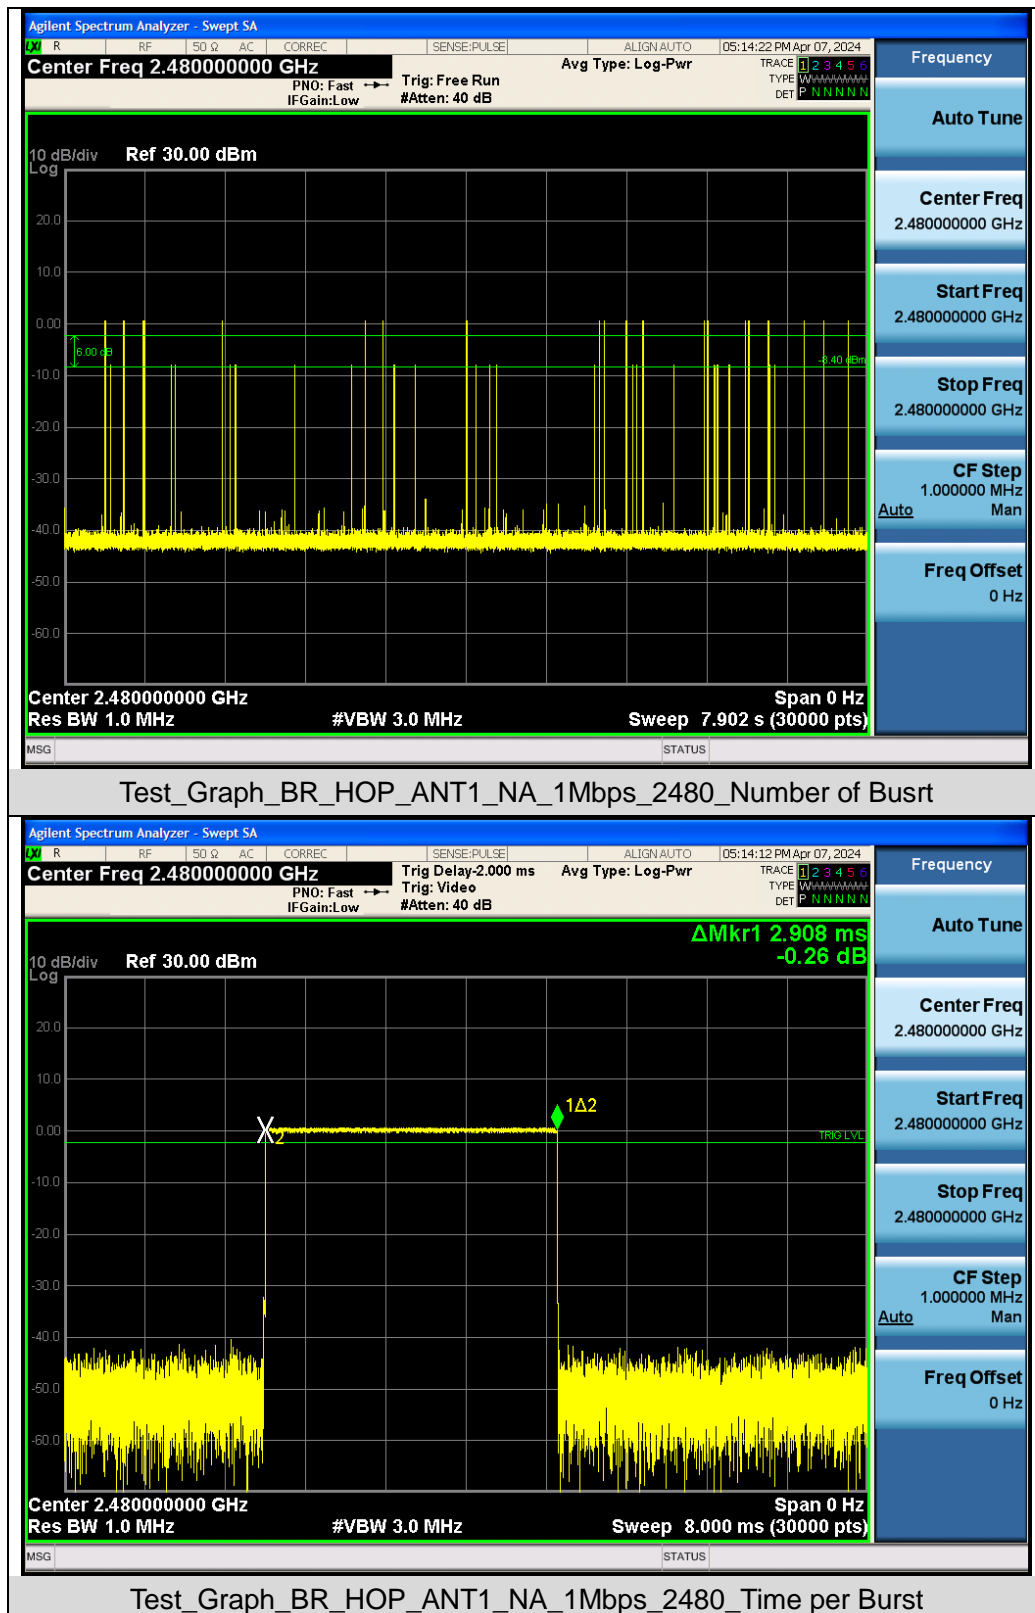 Agilent Spectrum Analyzer - Swept SA
LXI R RF 50 Ω AC CORREC SENSE:PULSE ALIGN AUTO 05:14:22 PM Apr 07, 2024
Center Freq 2.480000000 GHz
PNO: Fast
IFGain:Low
Trig: Free Run
#Atten: 40 dB
Avg Type: Log-Pwr
TRACE 1 2 3 4 5 6
TYPE W
DET P N N N N N
10 dB/div Ref 30.00 dBm
Log
20.0
10.0
0.00
6.00 dB
-8.40 dBm
-10.0
-20.0
-30.0
-40.0
-50.0
-60.0
Center 2.480000000 GHz Span 0 Hz
Res BW 1.0 MHz #VBW 3.0 MHz Sweep 7.902 s (30000 pts)
MSG STATUS
Frequency
Auto Tune
Center Freq
2.480000000 GHz
Start Freq
2.480000000 GHz
Stop Freq
2.480000000 GHz
CF Step
1.000000 MHz
Auto Man
Freq Offset
0 Hz
Test_Graph_BR_HOP_ANT1_NA_1Mbps_2480_Number of Busrt
Agilent Spectrum Analyzer - Swept SA
LXI R RF 50 Ω AC CORREC SENSE:PULSE ALIGN AUTO 05:14:12 PM Apr 07, 2024
Center Freq 2.480000000 GHz
PNO: Fast
IFGain:Low
Trig Delay-2.000 ms
Trig: Video
#Atten: 40 dB
Avg Type: Log-Pwr
TRACE 1 2 3 4 5 6
TYPE W
DET P N N N N N
ΔMkr1 2.908 ms
-0.26 dB
10 dB/div Ref 30.00 dBm
Log
20.0
10.0
1Δ2
0.00
2
TRIG LVL
-10.0
-20.0
-30.0
-40.0
-50.0
-60.0
Center 2.480000000 GHz Span 0 Hz
Res BW 1.0 MHz #VBW 3.0 MHz Sweep 8.000 ms (30000 pts)
MSG STATUS
Frequency
Auto Tune
Center Freq
2.480000000 GHz
Start Freq
2.480000000 GHz
Stop Freq
2.480000000 GHz
CF Step
1.000000 MHz
Auto Man
Freq Offset
0 Hz
Test_Graph_BR_HOP_ANT1_NA_1Mbps_2480_Time per Burst